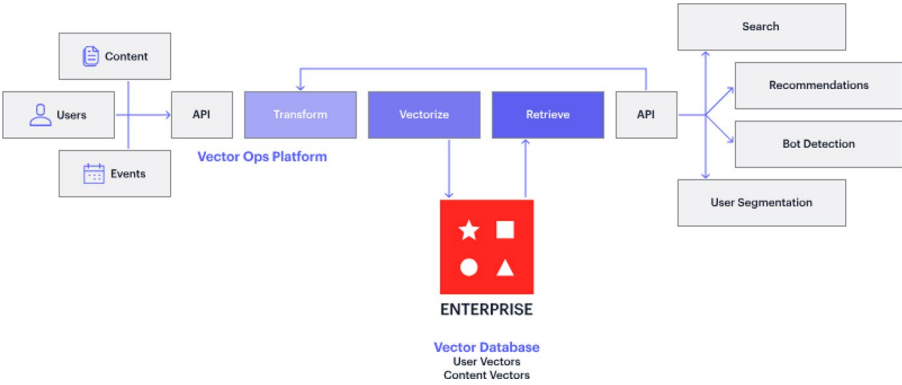 Search
Content
Recommendations
Users
API
Transform
Vectorize
Retrieve
API
Bot Detection
Vector Ops Platform
Events
User Segmentation
ENTERPRISE
Vector Database
User Vectors
Content Vectors